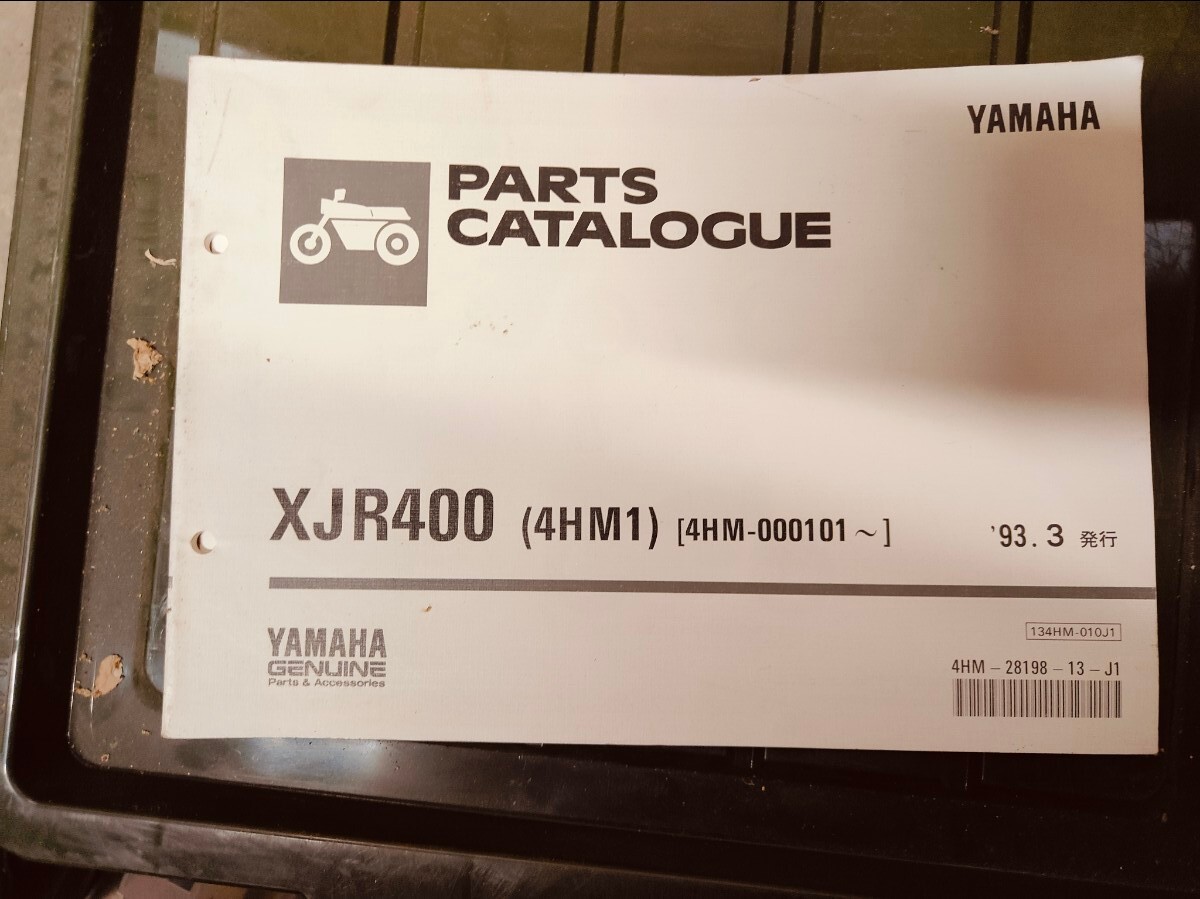 YAMAHA
PARTS
CATALOGUE
XJR400 (4HM1) [4HM-000101～] '93.3 発行
YAMAHA
GENUINE
Parts & Accessories
134HM-010J1
4HM－28198－13－J1